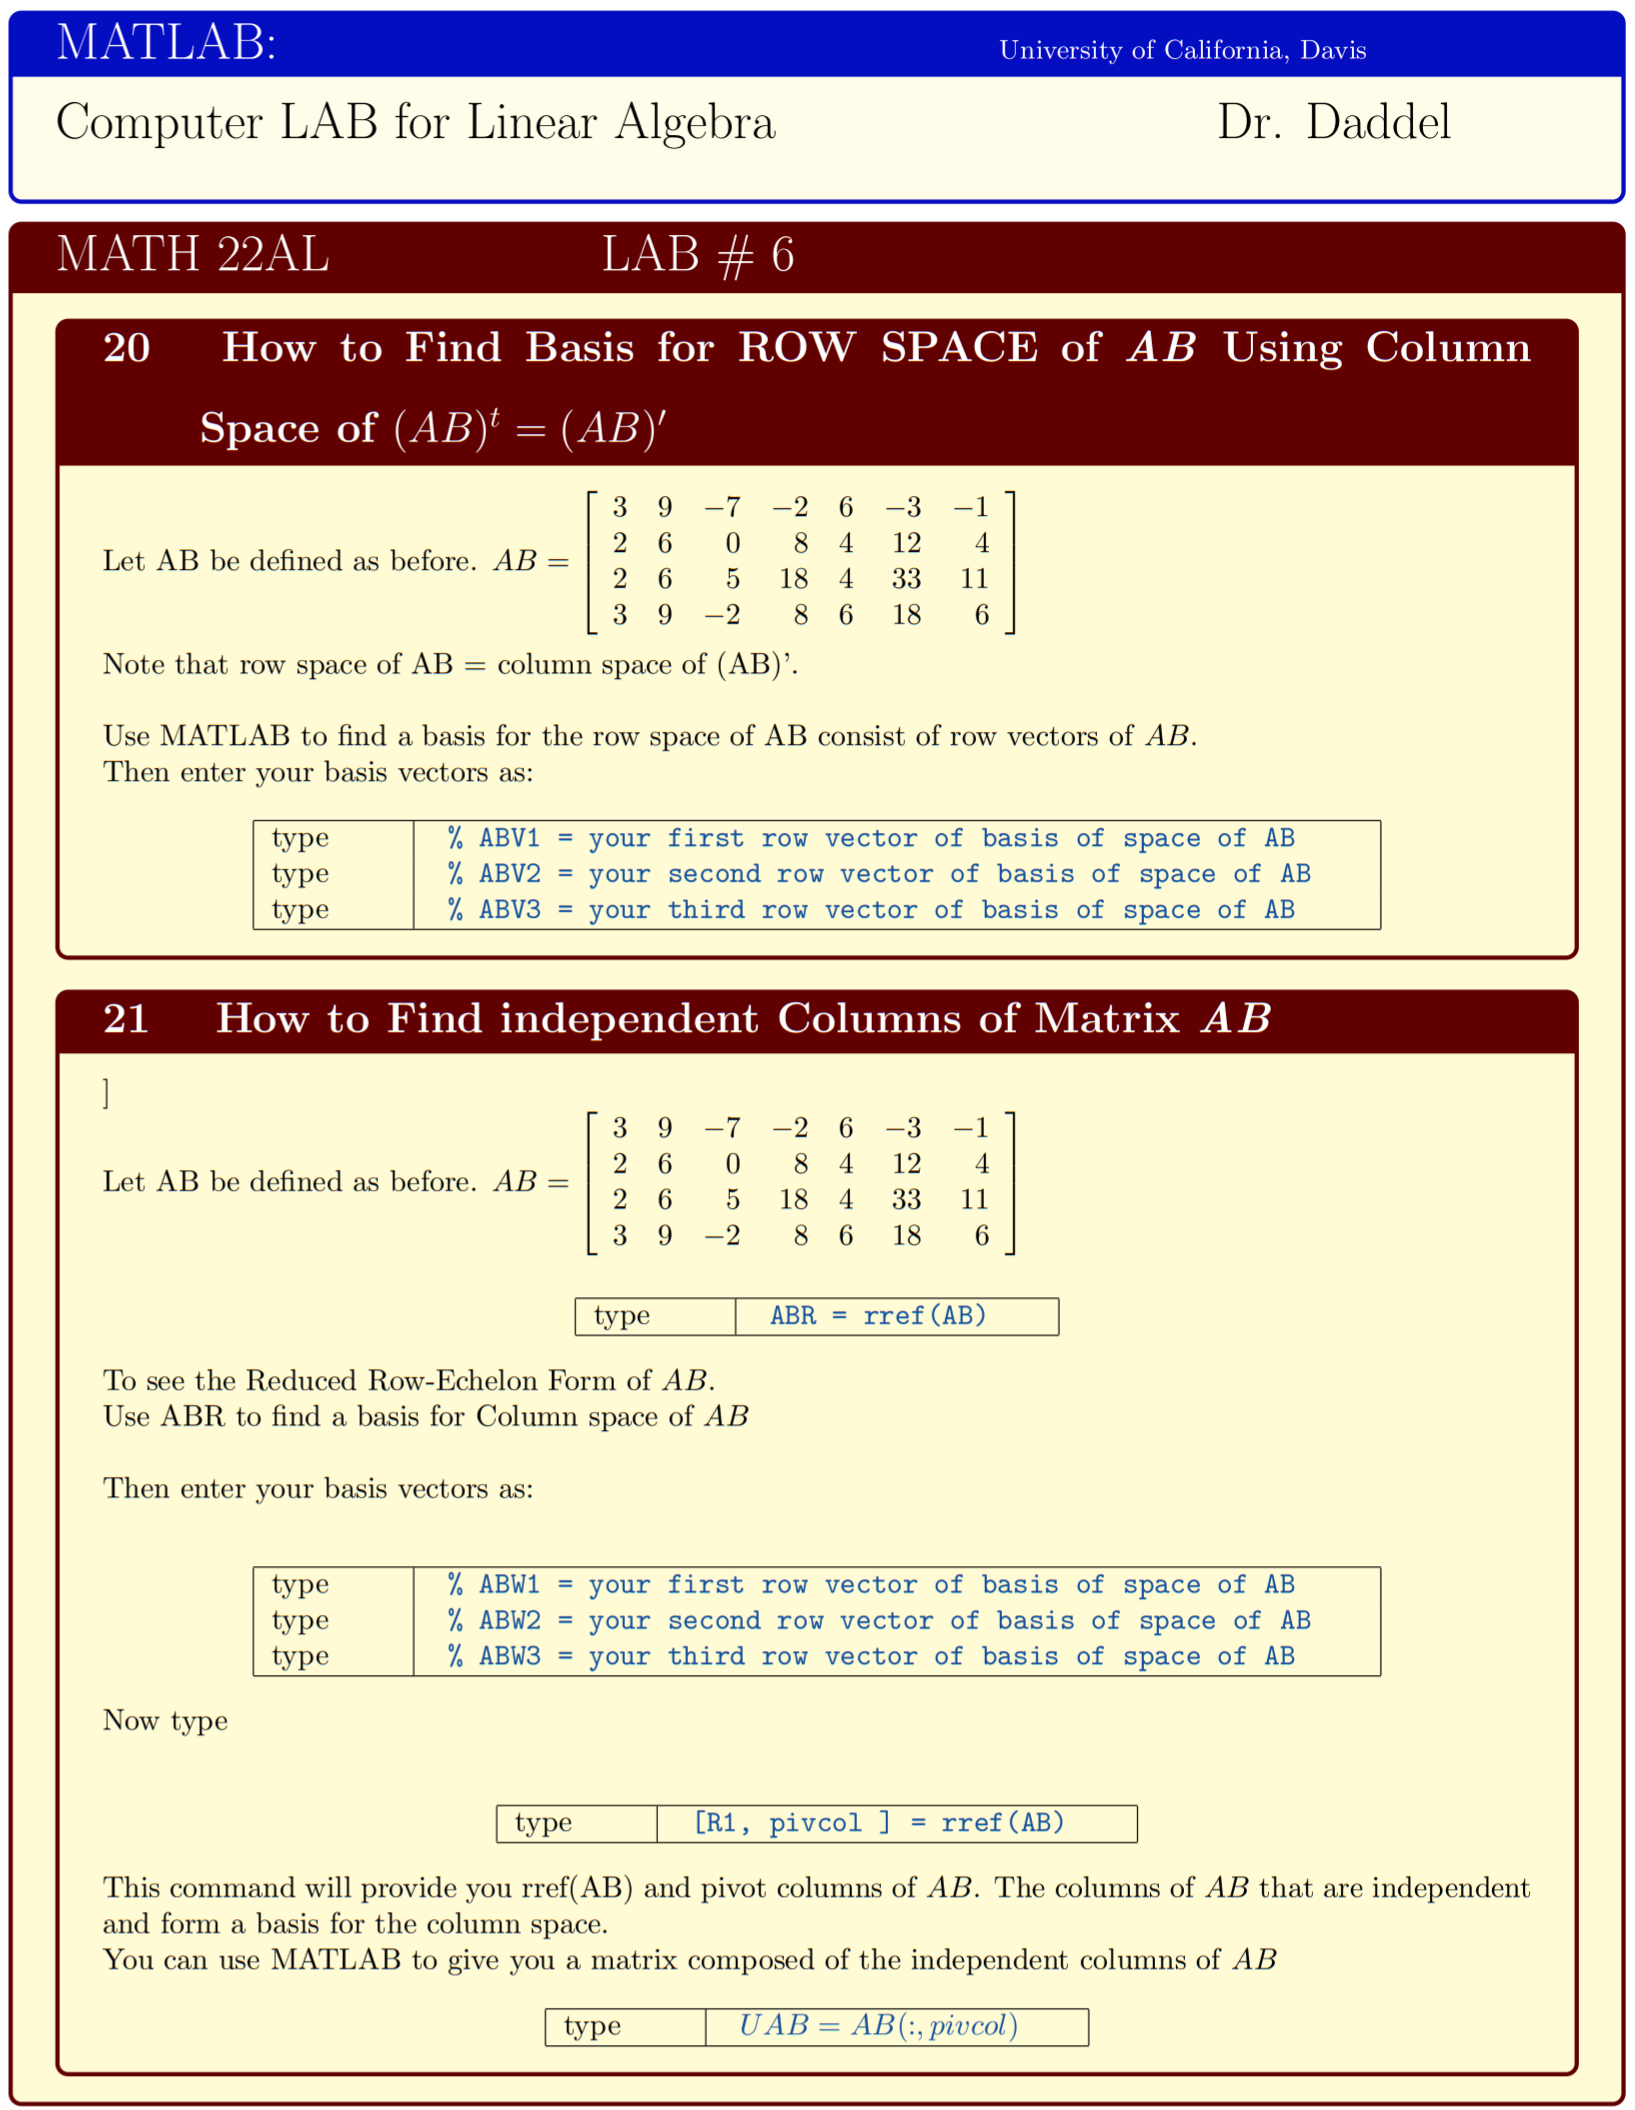 MATLAB: University of California, Davis
Computer LAB for Linear Algebra Dr. Daddel
MATH 22AL LAB # 6
20 How to Find Basis for ROW SPACE of AB Using Column
Space of (AB)^t = (AB)′
3 9 −7 −2 6 −3 −1
2 6 0 8 4 12 4
Let AB be defined as before. AB =
2 6 5 18 4 33 11
3 9 −2 8 6 18 6
Note that row space of AB = column space of (AB)'.
Use MATLAB to find a basis for the row space of AB consist of row vectors of AB.
Then enter your basis vectors as:
type % ABV1 = your first row vector of basis of space of AB
type % ABV2 = your second row vector of basis of space of AB
type % ABV3 = your third row vector of basis of space of AB
21 How to Find independent Columns of Matrix AB
]
3 9 −7 −2 6 −3 −1
2 6 0 8 4 12 4
Let AB be defined as before. AB =
2 6 5 18 4 33 11
3 9 −2 8 6 18 6
type ABR = rref(AB)
To see the Reduced Row-Echelon Form of AB.
Use ABR to find a basis for Column space of AB
Then enter your basis vectors as:
type % ABW1 = your first row vector of basis of space of AB
type % ABW2 = your second row vector of basis of space of AB
type % ABW3 = your third row vector of basis of space of AB
Now type
type [R1, pivcol ] = rref(AB)
This command will provide you rref(AB) and pivot columns of AB. The columns of AB that are independent
and form a basis for the column space.
You can use MATLAB to give you a matrix composed of the independent columns of AB
type UAB = AB(:, pivcol)